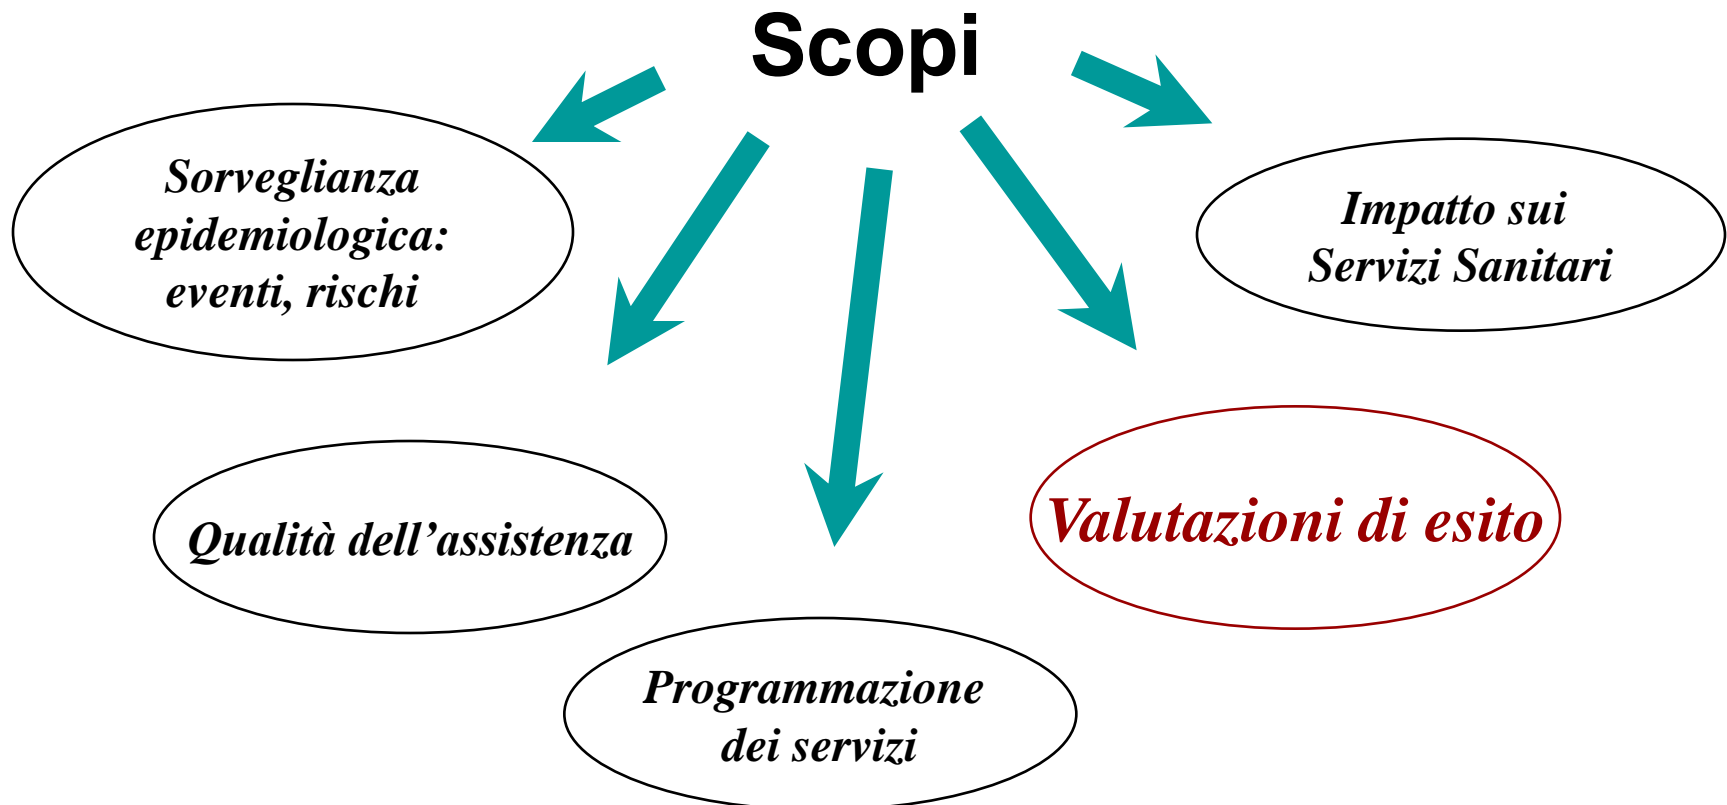 Scopi
Sorveglianza
epidemiologica:
eventi, rischi
Impatto sui
Servizi Sanitari
Qualità dell’assistenza
Valutazioni di esito
Programmazione
dei servizi